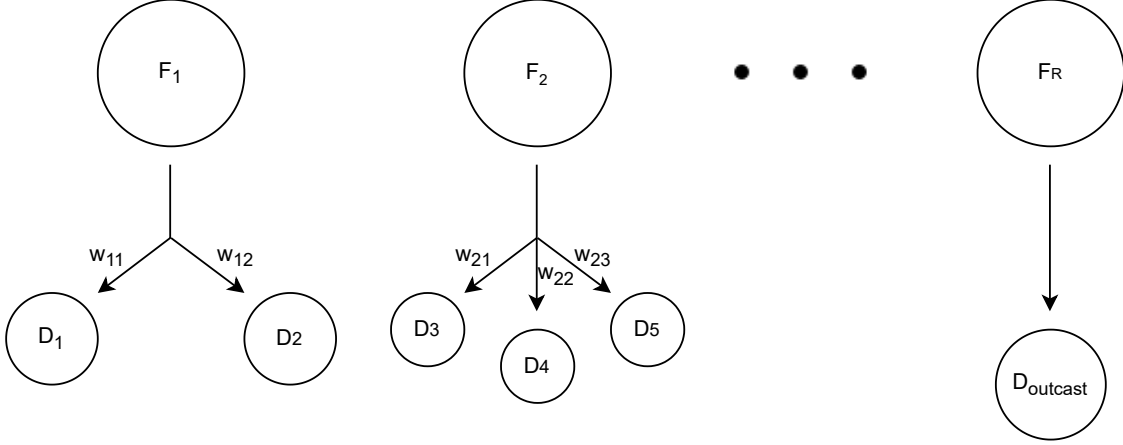 F₁
F₂
FR
w₁₁
w₁₂
w₂₁
w₂₂
w₂₃
D₁
D2
D3
D4
D5
Doutcast